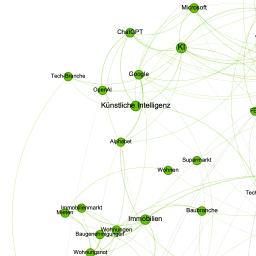 Microsoft
ChatGPT
KI
Google
Tech-Branche
OpenAI
Künstliche Intelligenz
Alphabet
Supermarkt
Wohnen
Immobilienmarkt
Mieten
Baubranche
Immobilien
Wohnungen
Baugenehmigungen
Wohnungsnot